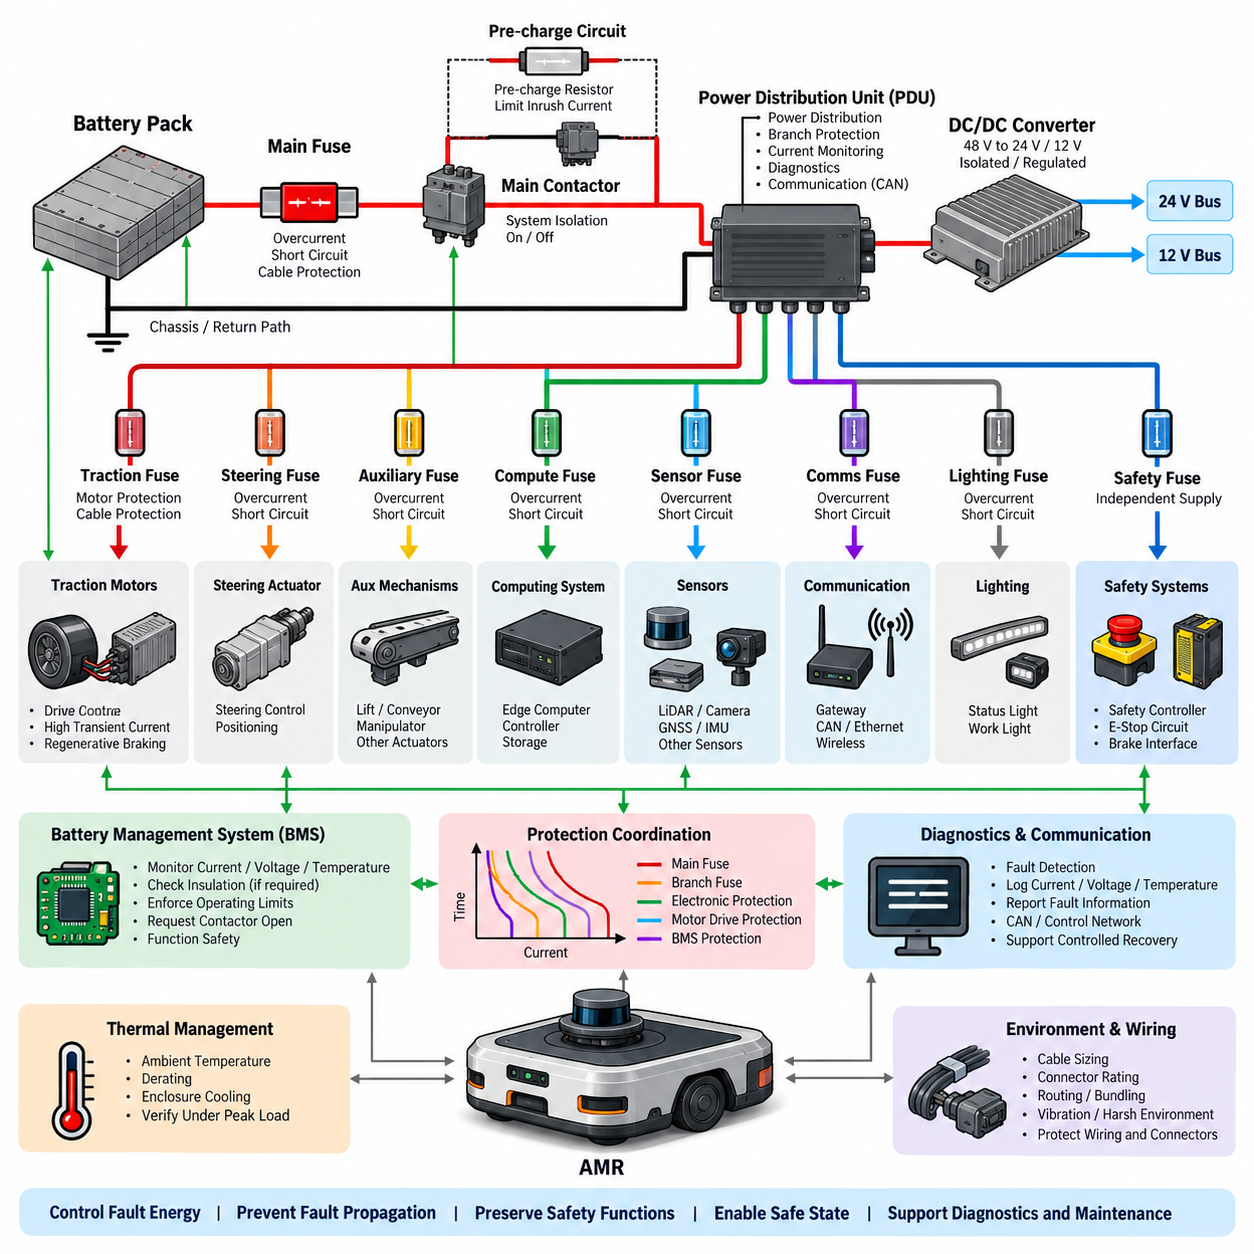 Pre-charge Circuit
Pre-charge Resistor
Limit Inrush Current
Battery Pack
Main Fuse
Overcurrent
Short Circuit
Cable Protection
Main Contactor
System Isolation
On / Off
Power Distribution Unit (PDU)
• Power Distribution
• Branch Protection
• Current Monitoring
• Diagnostics
• Communication (CAN)
DC/DC Converter
48 V to 24 V / 12 V
Isolated / Regulated
24 V Bus
12 V Bus
Chassis / Return Path
Traction Fuse
Motor Protection
Cable Protection
Steering Fuse
Overcurrent
Short Circuit
Auxiliary Fuse
Overcurrent
Short Circuit
Compute Fuse
Overcurrent
Short Circuit
Sensor Fuse
Overcurrent
Short Circuit
Comms Fuse
Overcurrent
Short Circuit
Lighting Fuse
Overcurrent
Short Circuit
Safety Fuse
Independent Supply
Traction Motors
• Drive Contrœ
• High Transient Current
• Regenerative Braking
Steering Actuator
Steering Control
Positioning
Aux Mechanisms
Lift / Conveyor
Manipulator
Other Actuators
Computing System
Edge Computer
Controller
Storage
Sensors
LiDAR / Camera
GNSS / IMU
Other Sensors
Communication
Gateway
CAN / Ethernet
Wireless
Lighting
Status Light
Work Light
Safety Systems
• Safety Controller
• E-Stop Circuit
• Brake Interface
Battery Management System (BMS)
• Monitor Current / Voltage / Temperature
• Check Insulation (if required)
• Enforce Operating Limits
• Request Contactor Open
• Function Safety
Protection Coordination
Time
Current
Main Fuse
Branch Fuse
Electronic Protection
Motor Drive Protection
BMS Protection
Diagnostics & Communication
• Fault Detection
• Log Current / Voltage / Temperature
• Report Fault Information
• CAN / Control Network
• Support Controlled Recovery
Thermal Management
• Ambient Temperature
• Derating
• Enclosure Cooling
• Verify Under Peak Load
AMR
Environment & Wiring
• Cable Sizing
• Connector Rating
• Routing / Bundling
• Vibration / Harsh Environment
• Protect Wiring and Connectors
Control Fault Energy | Prevent Fault Propagation | Preserve Safety Functions | Enable Safe State | Support Diagnostics and Maintenance